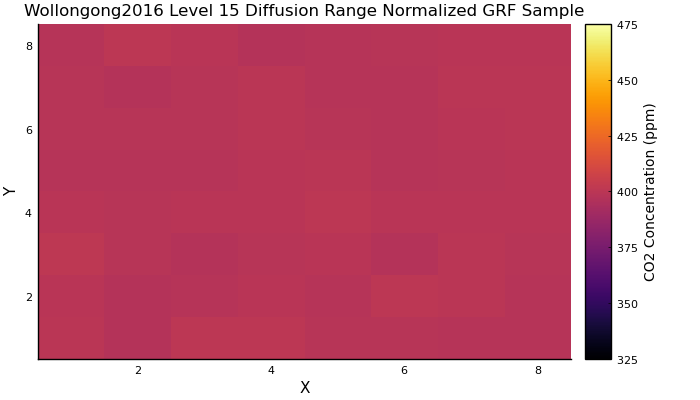 Wollongong2016 Level 15 Diffusion Range Normalized GRF Sample
8
6
4
2
Y
2 4 6 8
X
475
450
425
400
375
350
325
CO2 Concentration (ppm)